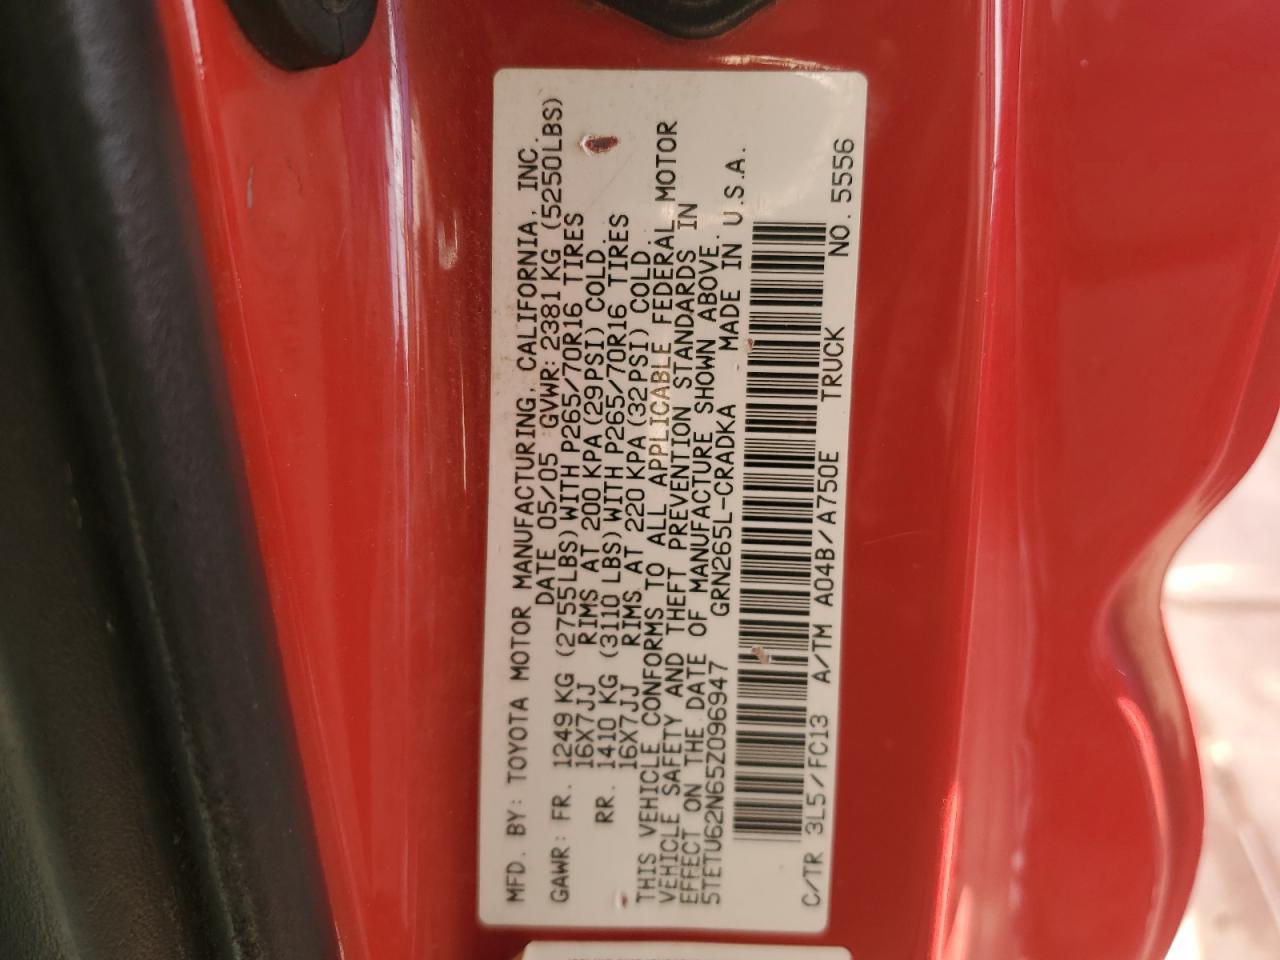 MFD. BY: TOYOTA MOTOR MANUFACTURING, CALIFORNIA, INC.
DATE 05/05 GVWR: 2381 KG (5250LBS)
GAWR: FR. 1249 KG (2755LBS) WITH P265/70R16 TIRES
16X7JJ RIMS AT 200 KPA (29PSI) COLD.
RR. 1410 KG (3110 LBS) WITH P265/70R16 TIRES
16X7JJ RIMS AT 220 KPA (32PSI) COLD.
THIS VEHICLE CONFORMS TO ALL APPLICABLE FEDERAL MOTOR
VEHICLE SAFETY AND THEFT PREVENTION STANDARDS IN
EFFECT ON THE DATE OF MANUFACTURE SHOWN ABOVE.
5TETU62N65Z096947 GRN265L-CRADKA MADE IN U.S.A.
C/TR 3L5/FC13 A/TM A04B/A750E TRUCK NO. 5556